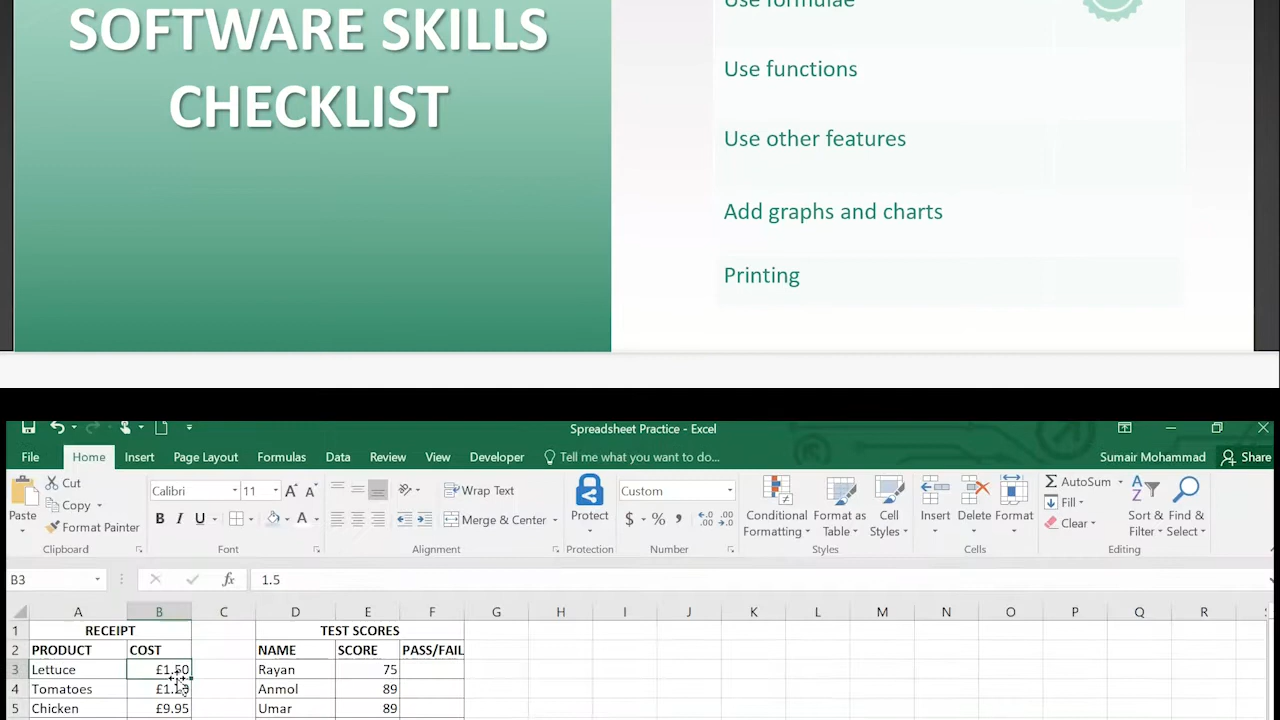 SOFTWARE SKILLS
CHECKLIST
Use formulae
Use functions
Use other features
Add graphs and charts
Printing
Spreadsheet Practice - Excel
File Home Insert Page Layout Formulas Data Review View Developer Tell me what you want to do... Sumair Mohammad Share
Cut
Copy
Format Painter
Paste
Clipboard
Calibri 11
B I U
Font
Wrap Text
Merge & Center
Alignment
Protect
Protection
Custom
$ % ,
Number
Conditional Formatting
Format as Table
Cell Styles
Styles
Insert Delete Format
Cells
AutoSum
Fill
Clear
Sort & Filter
Find & Select
Editing
B3 fx 1.5
A B C D E F G H I J K L M N O P Q R
1 RECEIPT TEST SCORES
2 PRODUCT COST NAME SCORE PASS/FAIL
3 Lettuce £1.50 Rayan 75
4 Tomatoes Anmol 89
5 Chicken £9.95 Umar 89